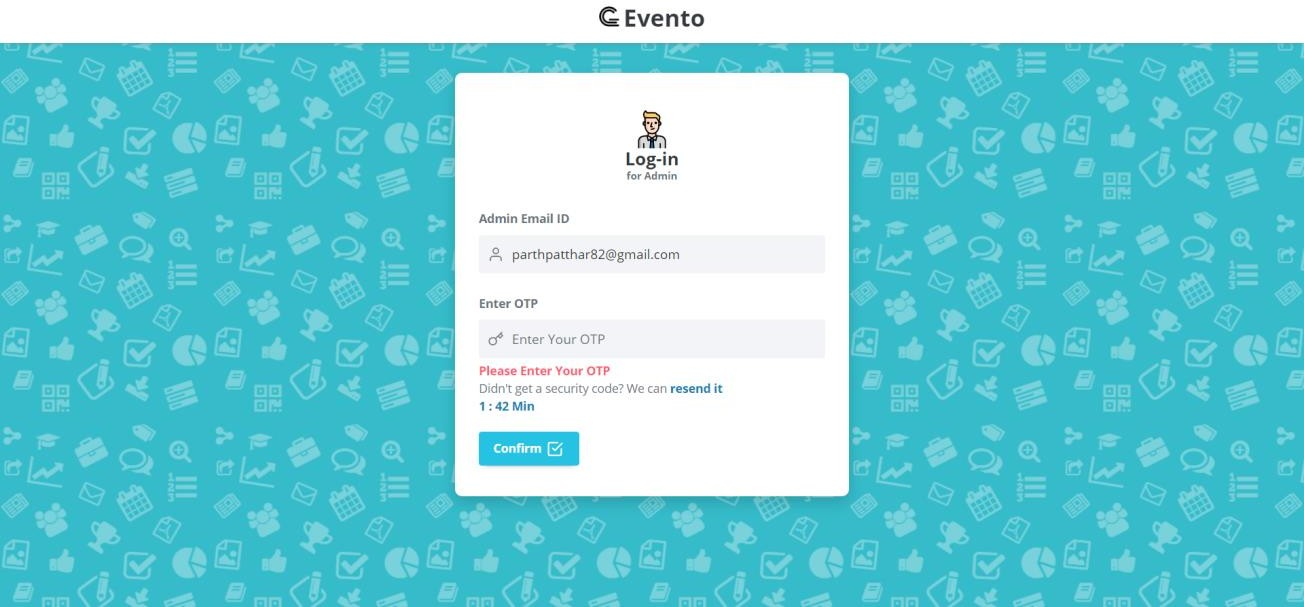 Evento
Log-in
for Admin
Admin Email ID
parthpatthar82@gmail.com
Enter OTP
Enter Your OTP
Please Enter Your OTP
Didn't get a security code? We can resend it
1 : 42 Min
Confirm